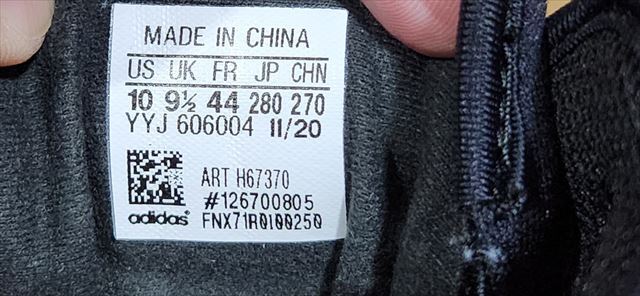 MADE IN CHINA
US UK FR JP CHN
10 9½ 44 280 270
YYJ 606004 11/20
ART H67370
#126700805
adidas® FNX71R0100250